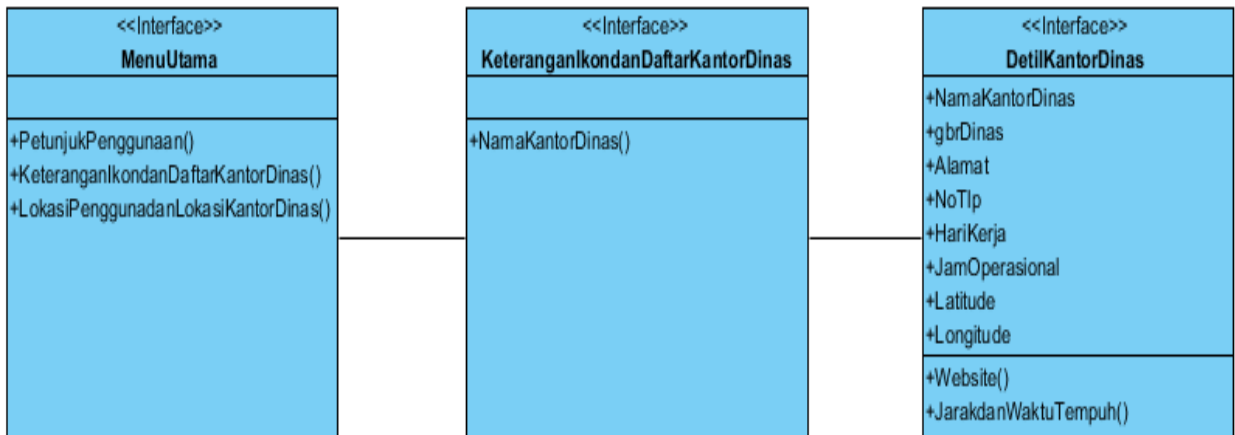 <<Interface>>
MenuUtama
+PetunjukPenggunaan()
+KeteranganIkondanDaftarKantorDinas()
+LokasiPenggunadanLokasiKantorDinas()
<<Interface>>
KeteranganIkondanDaftarKantorDinas
+NamaKantorDinas()
<<Interface>>
DetilKantorDinas
+NamaKantorDinas
+gbrDinas
+Alamat
+NoTlp
+HariKerja
+JamOperasional
+Latitude
+Longitude
+Website()
+JarakdanWaktuTempuh()